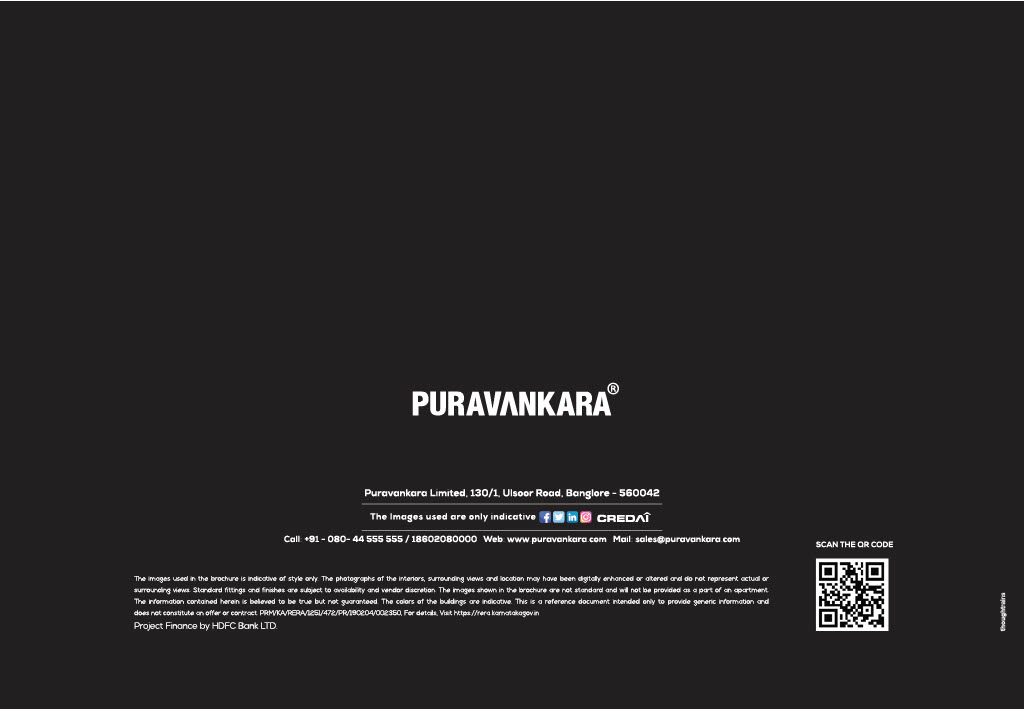 PURAVANKARA®
Puravankara Limited, 130/1, Ulsoor Road, Banglore - 560042
The Images used are only indicative CREDAI
Call: +91 - 080- 44 555 555 / 18602080000 Web: www.puravankara.com Mail: sales@puravankara.com
SCAN THE QR CODE
The images used in the brochure is indicative of style only. The photographs of the interiors, surrounding views and location may have been digitally enhanced or altered and do not represent actual or
surrounding views. Standard fittings and finishes are subject to availability and vendor discretion. The images shown in the brochure are not standard and will not be provided as a part of an apartment.
The information contained herein is believed to be true but not guaranteed. The colors of the buildings are indicative. This is a reference document intended only to provide generic information and
does not constitute an offer or contract. PRM/KA/RERA/1251/472/PR/190204/002350, For details, Visit https://rera.karnataka.gov.in
Project Finance by HDFC Bank LTD.
thoughtrains